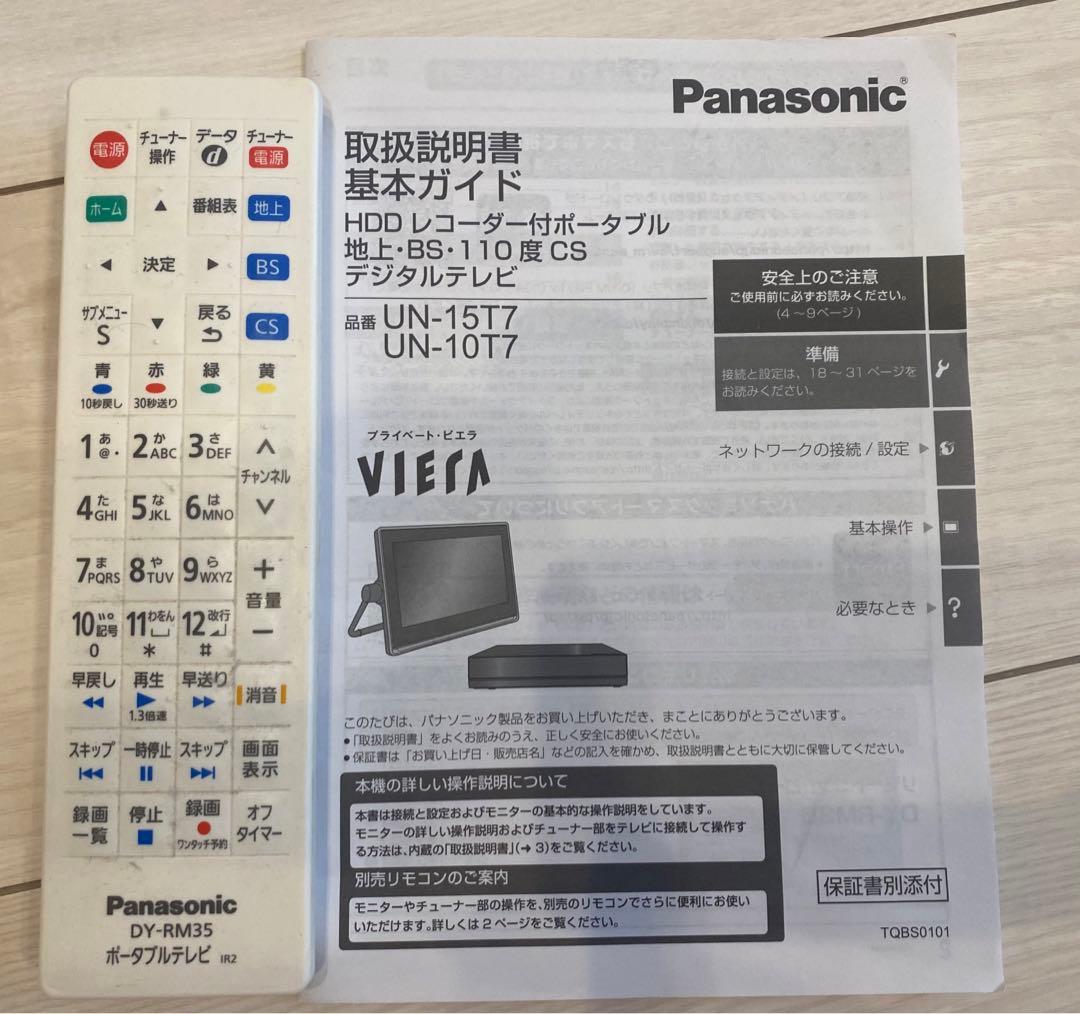 電源
チューナー
操作
データ
d
チューナー
電源
ホーム
▲
番組表
地上
◀
決定
▶
BS
サブメニュー
S
▼
戻る
CS
青
赤
緑
黄
10秒戻し
30秒送り
1あ@.
2かABC
3さDEF
チャンネル
4たGHI
5なJKL
6はMNO
7まPQRS
8やTUV
9らWXYZ
+
音量
−
10゛゜記号
0
11わをん
*
12改行
#
早戻し
再生
早送り
1.3倍速
消音
スキップ
一時停止
スキップ
画面
表示
録画
一覧
停止
録画
ワンタッチ予約
オフ
タイマー
Panasonic
DY-RM35
ポータブルテレビ IR2
Panasonic®
取扱説明書
基本ガイド
HDD レコーダー付ポータブル
地上・BS・110 度 CS
デジタルテレビ
品番 UN-15T7
UN-10T7
安全上のご注意
ご使用前に必ずお読みください。
(4 ～9ページ)
準備
接続と設定は、18 ～ 31 ページを
お読みください。
ネットワークの接続 / 設定 ▶
基本操作 ▶
必要なとき ▶ ?
プライベート・ビエラ
VIERA
このたびは、パナソニック製品をお買い上げいただき、まことにありがとうございます。
●「取扱説明書」をよくお読みのうえ、正しく安全にお使いください。
●保証書は「お買い上げ日・販売店名」などの記入を確かめ、取扱説明書とともに大切に保管してください。
本機の詳しい操作説明について
本書は接続と設定およびモニターの基本的な操作説明をしています。
モニターの詳しい操作説明およびチューナー部をテレビに接続して操作す
る方法は、内蔵の「取扱説明書」(➔ 3)をご覧ください。
別売リモコンのご案内
モニターやチューナー部の操作を、別売のリモコンでさらに便利にお使い
いただけます。詳しくは 2 ページをご覧ください。
保証書別添付
TQBS0101